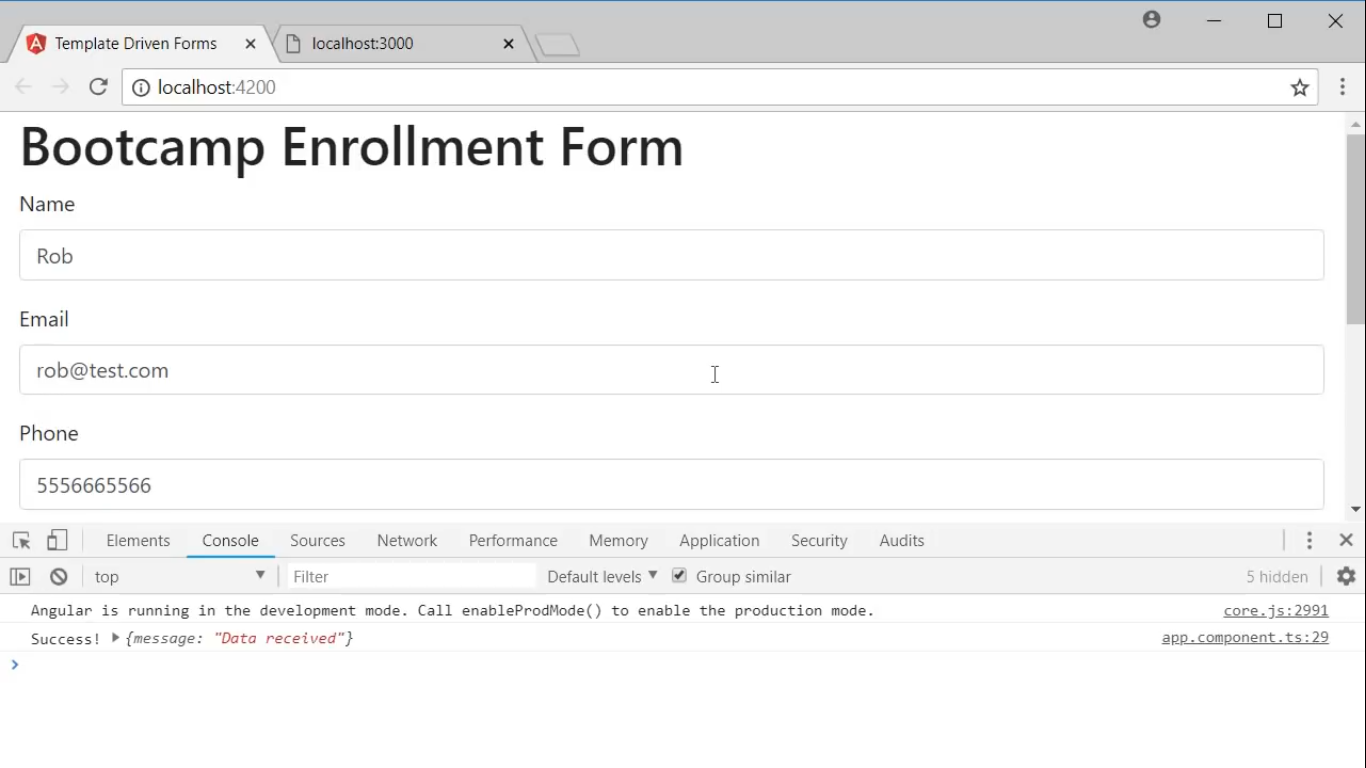 Template Driven Forms localhost:3000
localhost:4200
Bootcamp Enrollment Form
Name
Rob
Email
rob@test.com
Phone
5556665566
Elements Console Sources Network Performance Memory Application Security Audits
top Filter Default levels Group similar 5 hidden
Angular is running in the development mode. Call enableProdMode() to enable the production mode. core.js:2991
Success! {message: "Data received"} app.component.ts:29